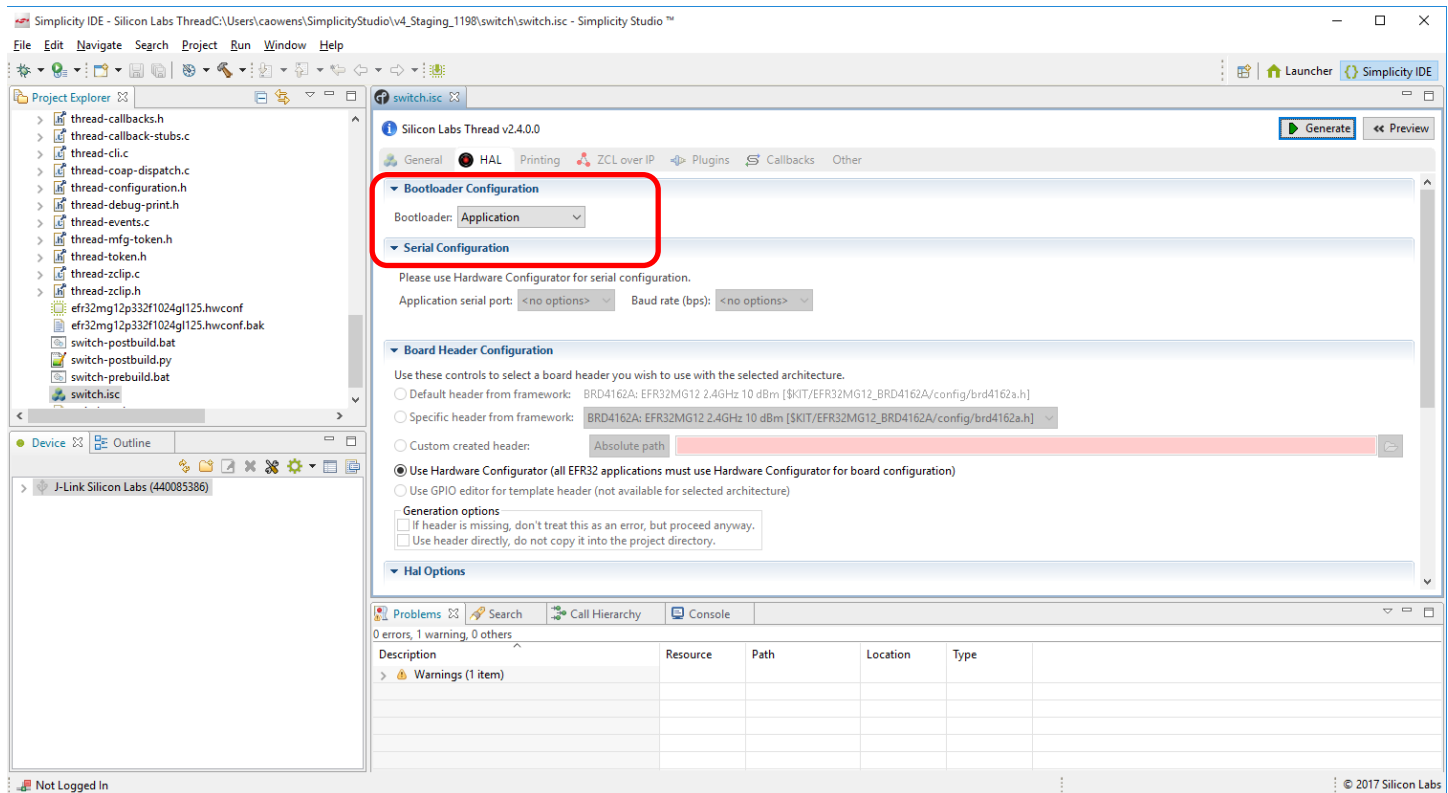 Simplicity IDE - Silicon Labs ThreadC:\Users\caowens\SimplicityStudio\v4_Staging_1198\switch\switch.isc - Simplicity Studio ™
File Edit Navigate Search Project Run Window Help
Launcher {} Simplicity IDE
Project Explorer
thread-callbacks.h
thread-callback-stubs.c
thread-cli.c
thread-coap-dispatch.c
thread-configuration.h
thread-debug-print.h
thread-events.c
thread-mfg-token.h
thread-token.h
thread-zclip.c
thread-zclip.h
efr32mg12p332f1024gl125.hwconf
efr32mg12p332f1024gl125.hwconf.bak
switch-postbuild.bat
switch-postbuild.py
switch-prebuild.bat
switch.isc
Device Outline
J-Link Silicon Labs (440085386)
switch.isc
Silicon Labs Thread v2.4.0.0
Generate Preview
General HAL Printing ZCL over IP Plugins Callbacks Other
Bootloader Configuration
Bootloader: Application
Serial Configuration
Please use Hardware Configurator for serial configuration.
Application serial port: <no options> Baud rate (bps): <no options>
Board Header Configuration
Use these controls to select a board header you wish to use with the selected architecture.
Default header from framework: BRD4162A: EFR32MG12 2.4GHz 10 dBm [$KIT/EFR32MG12_BRD4162A/config/brd4162a.h]
Specific header from framework: BRD4162A: EFR32MG12 2.4GHz 10 dBm [$KIT/EFR32MG12_BRD4162A/config/brd4162a.h]
Custom created header: Absolute path
Use Hardware Configurator (all EFR32 applications must use Hardware Configurator for board configuration)
Use GPIO editor for template header (not available for selected architecture)
Generation options
If header is missing, don't treat this as an error, but proceed anyway.
Use header directly, do not copy it into the project directory.
Hal Options
Problems Search Call Hierarchy Console
0 errors, 1 warning, 0 others
Description Resource Path Location Type
Warnings (1 item)
Not Logged In
© 2017 Silicon Labs